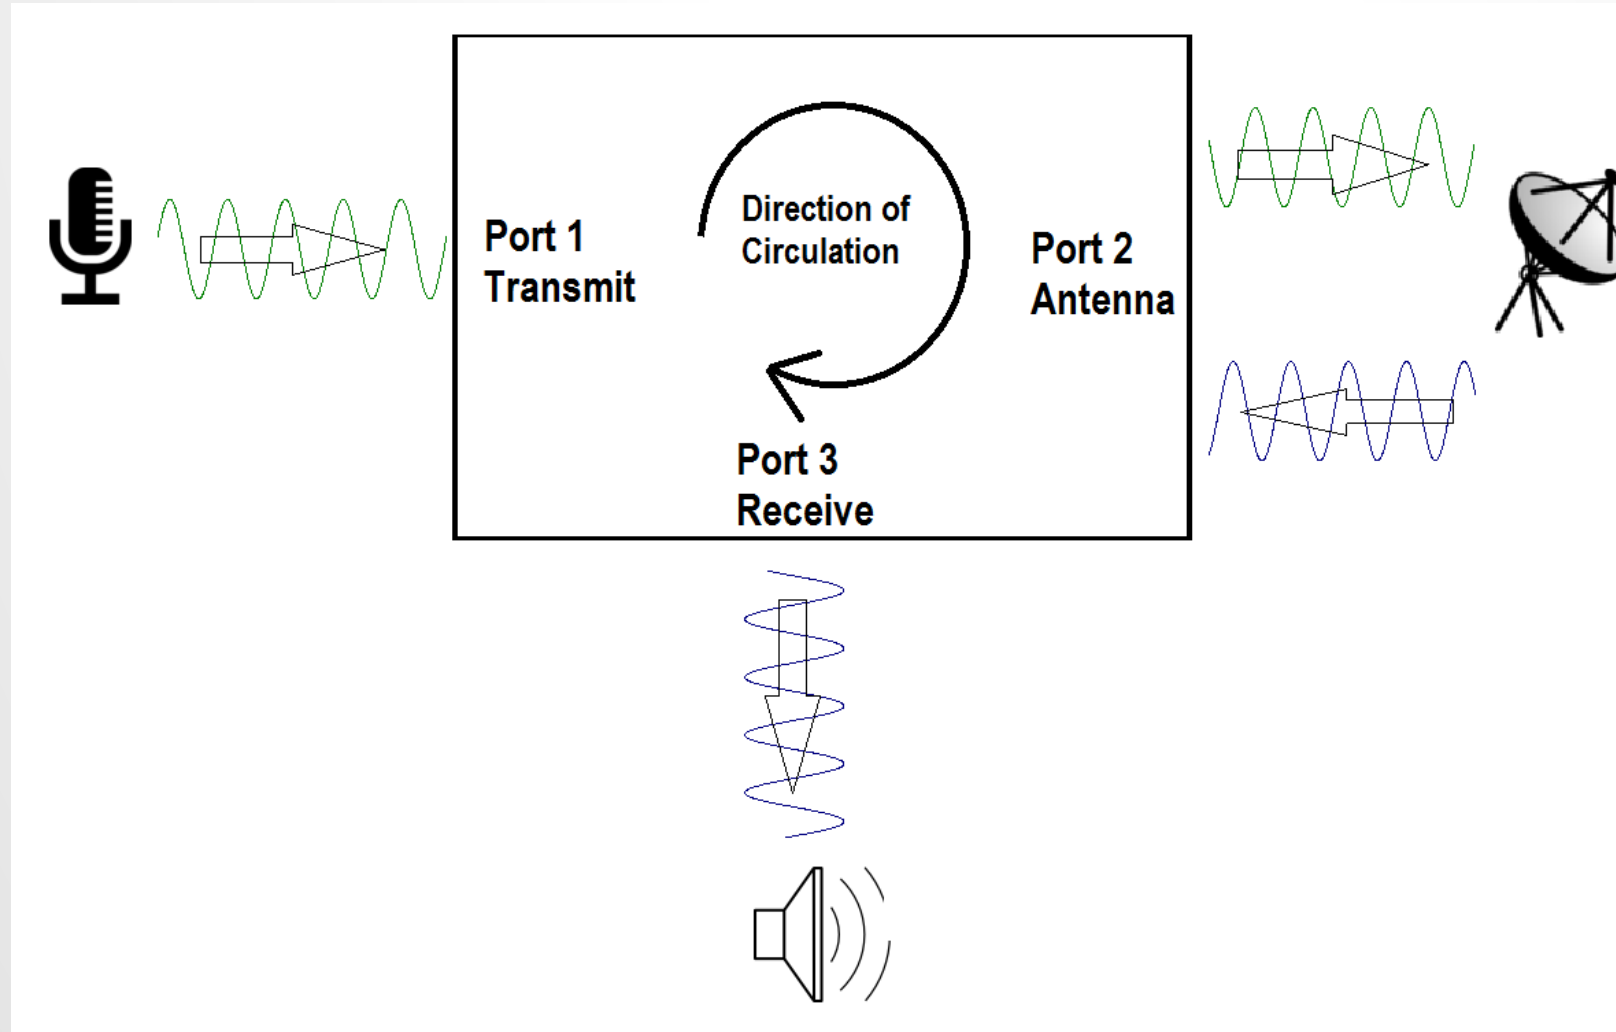 Port 1
Transmit
Direction of
Circulation
Port 2
Antenna
Port 3
Receive